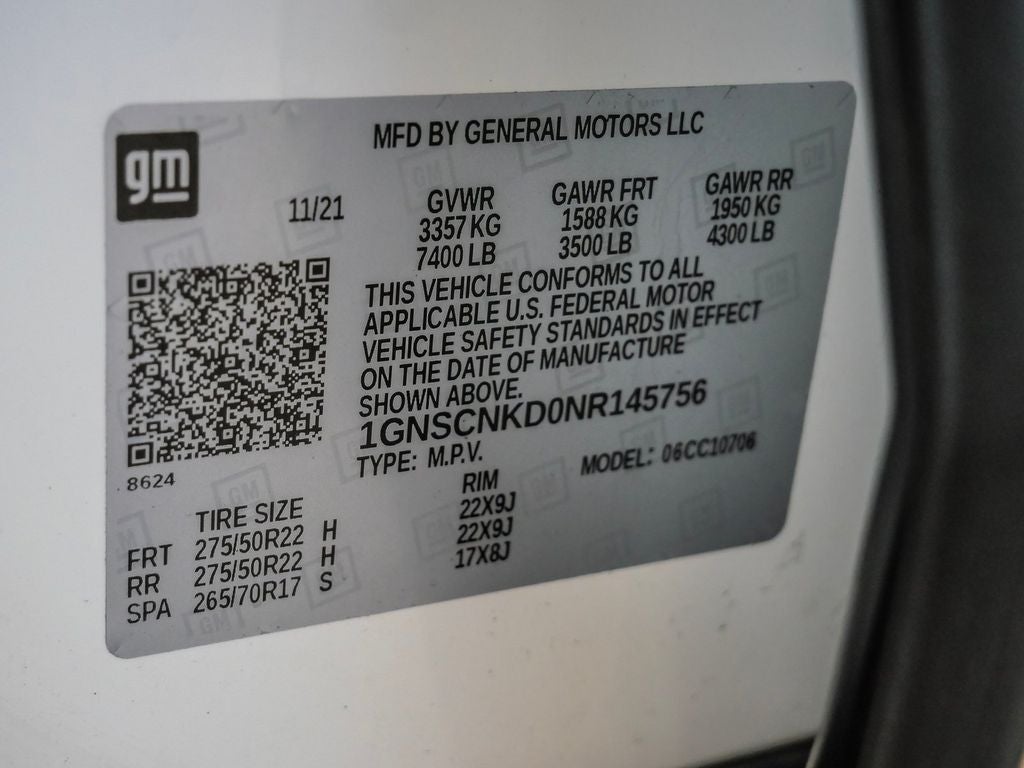 gm
MFD BY GENERAL MOTORS LLC
11/21
GVWR GAWR FRT GAWR RR
3357 KG 1588 KG 1950 KG
7400 LB 3500 LB 4300 LB
THIS VEHICLE CONFORMS TO ALL
APPLICABLE U.S. FEDERAL MOTOR
VEHICLE SAFETY STANDARDS IN EFFECT
ON THE DATE OF MANUFACTURE
SHOWN ABOVE.
1GNSCNKD0NR145756
TYPE: M.P.V. MODEL: 06CC10706
8624
TIRE SIZE RIM
FRT 275/50R22 H 22X9J
RR 275/50R22 H 22X9J
SPA 265/70R17 S 17X8J